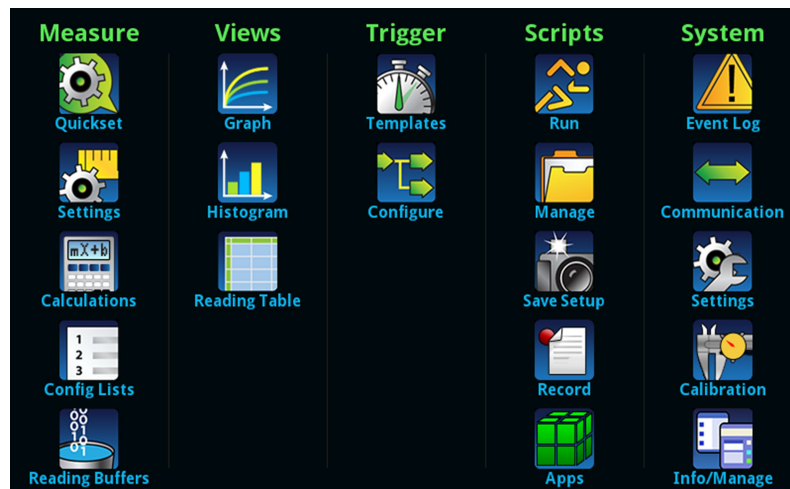 Measure Views Trigger Scripts System
Quickset Graph Templates Run Event Log
Settings Histogram Configure Manage Communication
mX+b
Calculations Reading Table Save Setup Settings
1
2
3
Config Lists Record Calibration
Reading Buffers Apps Info/Manage